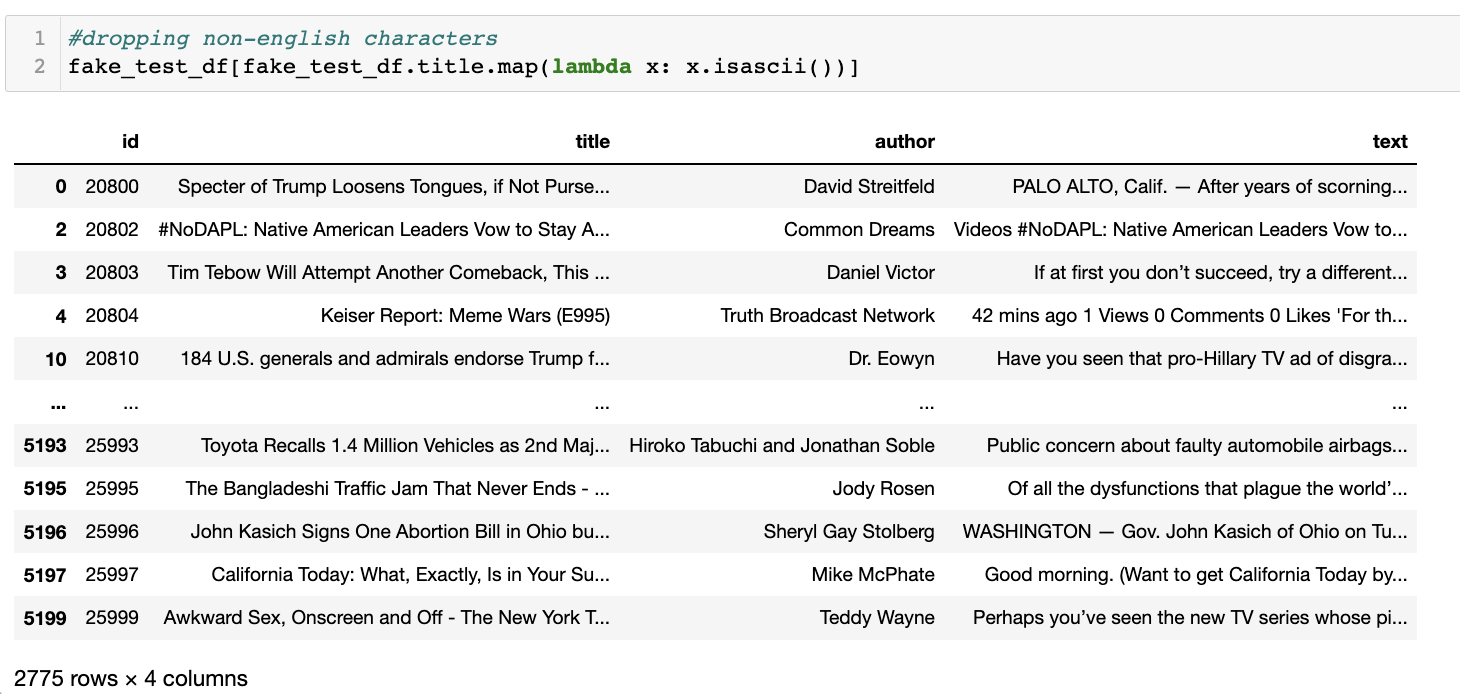 1 #dropping non-english characters
2 fake_test_df[fake_test_df.title.map(lambda x: x.isascii())]
id title author text
0 20800 Specter of Trump Loosens Tongues, if Not Purse... David Streitfeld PALO ALTO, Calif. — After years of scorning...
2 20802 #NoDAPL: Native American Leaders Vow to Stay A... Common Dreams Videos #NoDAPL: Native American Leaders Vow to...
3 20803 Tim Tebow Will Attempt Another Comeback, This ... Daniel Victor If at first you don’t succeed, try a different...
4 20804 Keiser Report: Meme Wars (E995) Truth Broadcast Network 42 mins ago 1 Views 0 Comments 0 Likes 'For th...
10 20810 184 U.S. generals and admirals endorse Trump f... Dr. Eowyn Have you seen that pro-Hillary TV ad of disgra...
... ... ... ... ...
5193 25993 Toyota Recalls 1.4 Million Vehicles as 2nd Maj... Hiroko Tabuchi and Jonathan Soble Public concern about faulty automobile airbags...
5195 25995 The Bangladeshi Traffic Jam That Never Ends - ... Jody Rosen Of all the dysfunctions that plague the world’...
5196 25996 John Kasich Signs One Abortion Bill in Ohio bu... Sheryl Gay Stolberg WASHINGTON — Gov. John Kasich of Ohio on Tu...
5197 25997 California Today: What, Exactly, Is in Your Su... Mike McPhate Good morning. (Want to get California Today by...
5199 25999 Awkward Sex, Onscreen and Off - The New York T... Teddy Wayne Perhaps you’ve seen the new TV series whose pi...
2775 rows × 4 columns